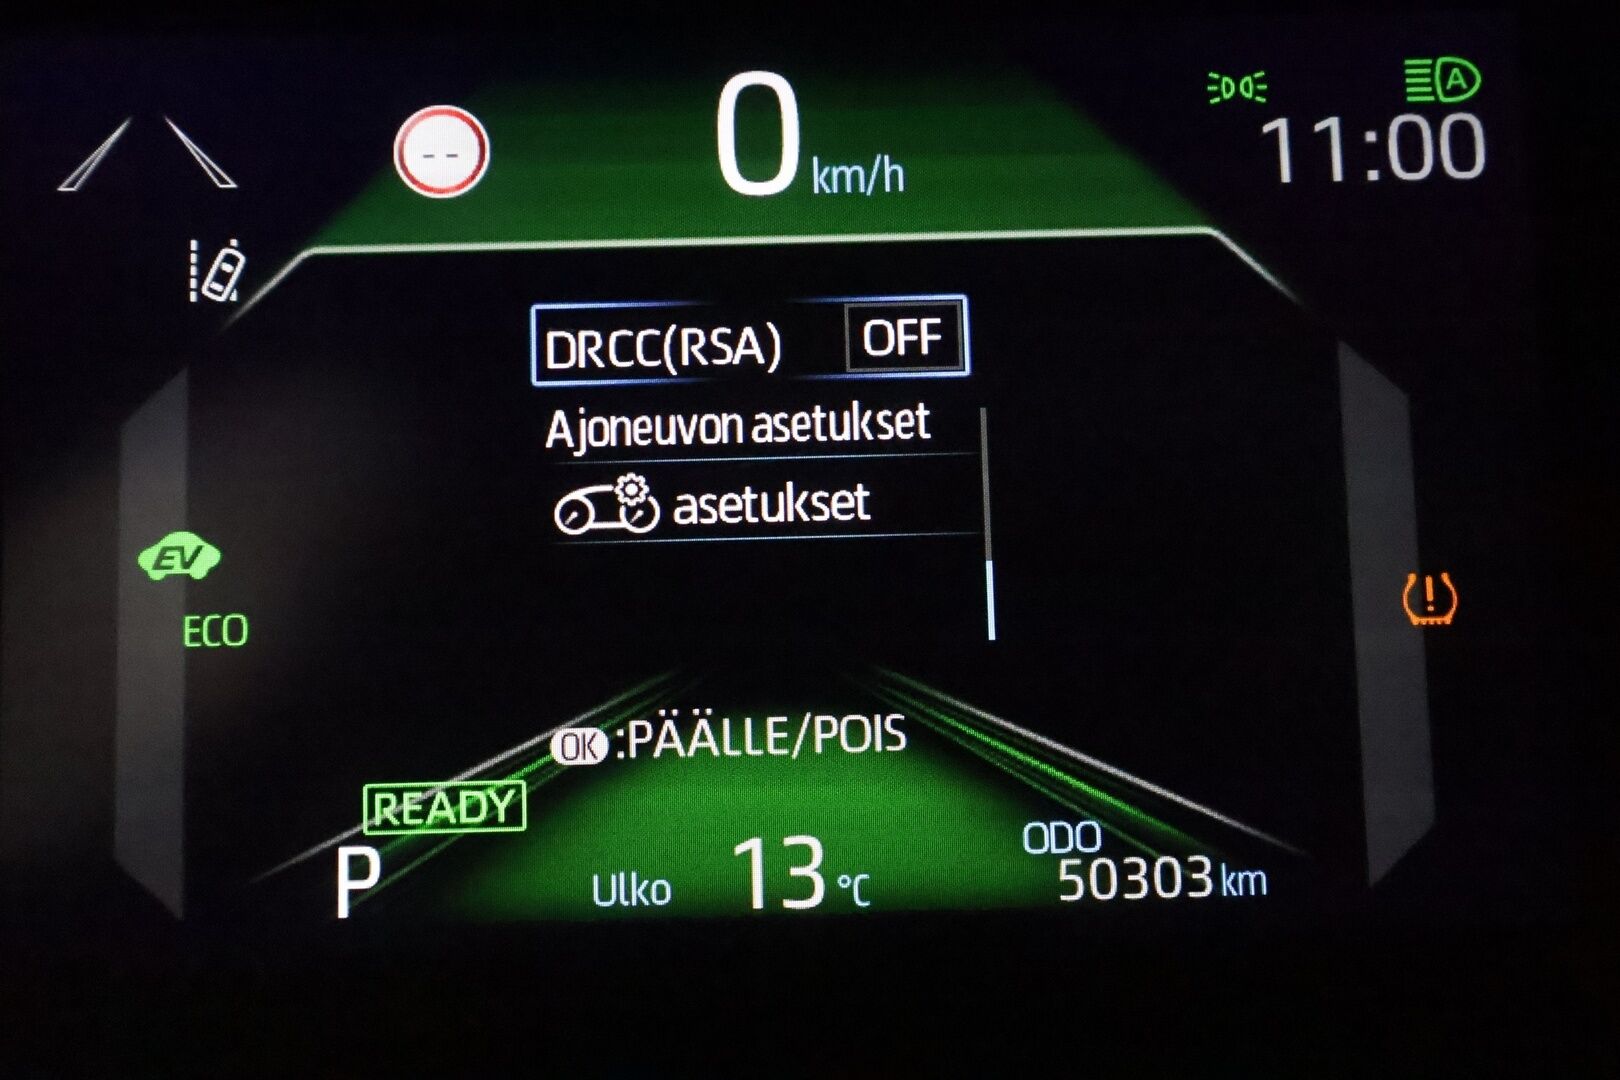 0 km/h
A
11:00
--
DRCC(RSA) OFF
Ajoneuvon asetukset
asetukset
EV
ECO
!
OK :PÄÄLLE/POIS
READY
P
Ulko 13 °C
ODO
50303 km